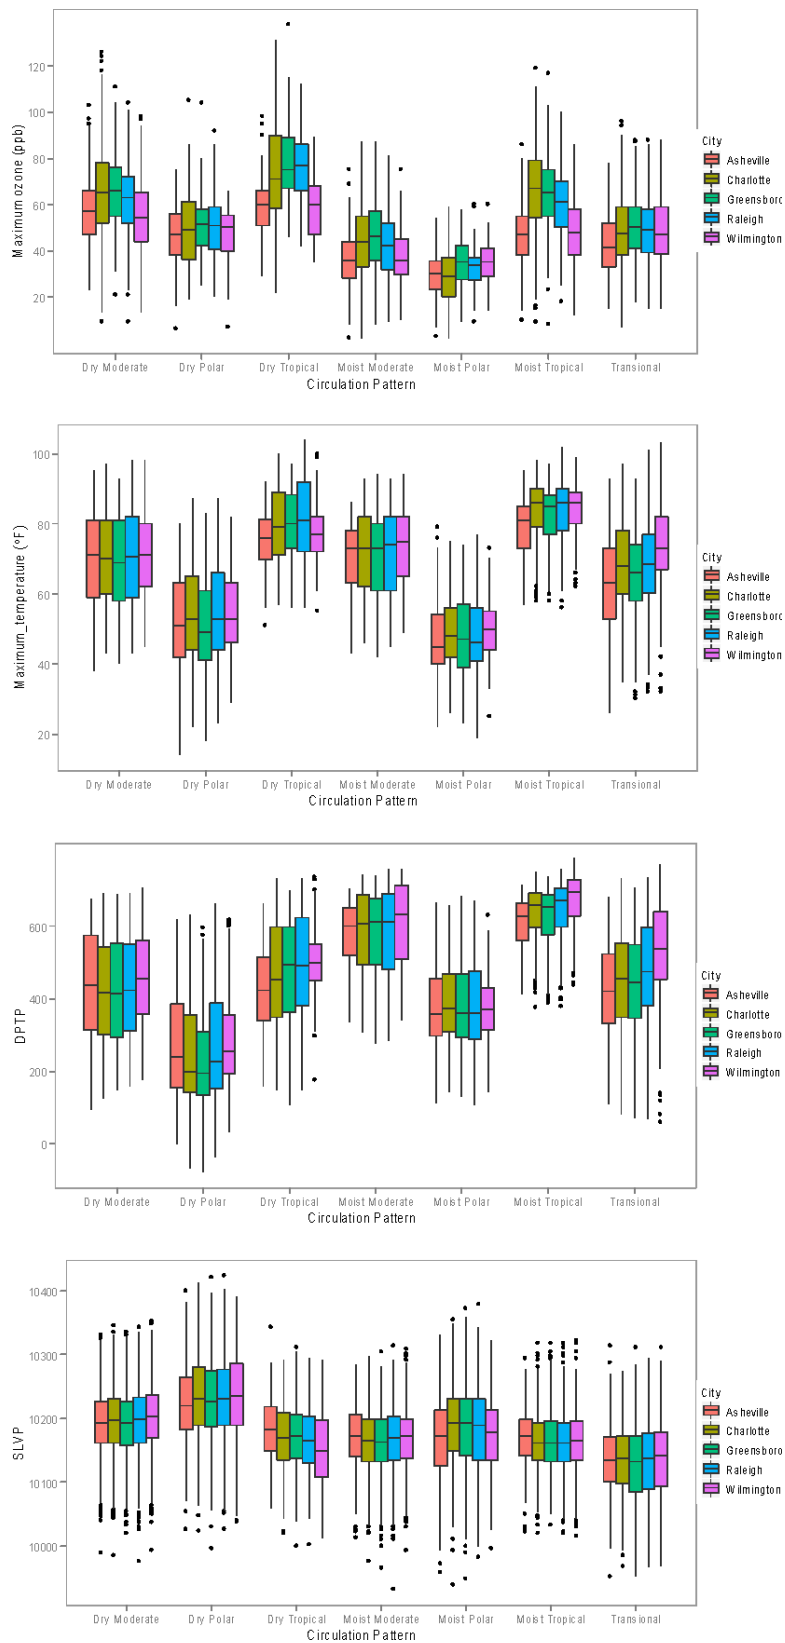 Maximum ozone (ppb)
120
100
80
60
40
20
Dry Moderate Dry Polar Dry Tropical Moist Moderate Moist Polar Moist Tropical Transional
Circulation Pattern
City
Asheville
Charlotte
Greensboro
Raleigh
Wilmington
Maximum_temperature (°F)
100
80
60
40
20
Dry Moderate Dry Polar Dry Tropical Moist Moderate Moist Polar Moist Tropical Transional
Circulation Pattern
City
Asheville
Charlotte
Greensboro
Raleigh
Wilmington
DPTP
600
400
200
0
Dry Moderate Dry Polar Dry Tropical Moist Moderate Moist Polar Moist Tropical Transional
Circulation Pattern
City
Asheville
Charlotte
Greensboro
Raleigh
Wilmington
SLVP
10400
10300
10200
10100
10000
Dry Moderate Dry Polar Dry Tropical Moist Moderate Moist Polar Moist Tropical Transional
Circulation Pattern
City
Asheville
Charlotte
Greensboro
Raleigh
Wilmington